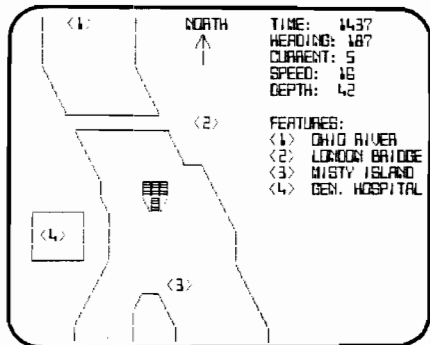 <1>
NORTH
TIME: 1437
HEADING: 187
CURRENT: 5
SPEED: 16
DEPTH: 42
<2>
FEATURES:
<1> OHIO RIVER
<2> LONDON BRIDGE
<3> MISTY ISLAND
<4> GEN. HOSPITAL
<4>
<3>